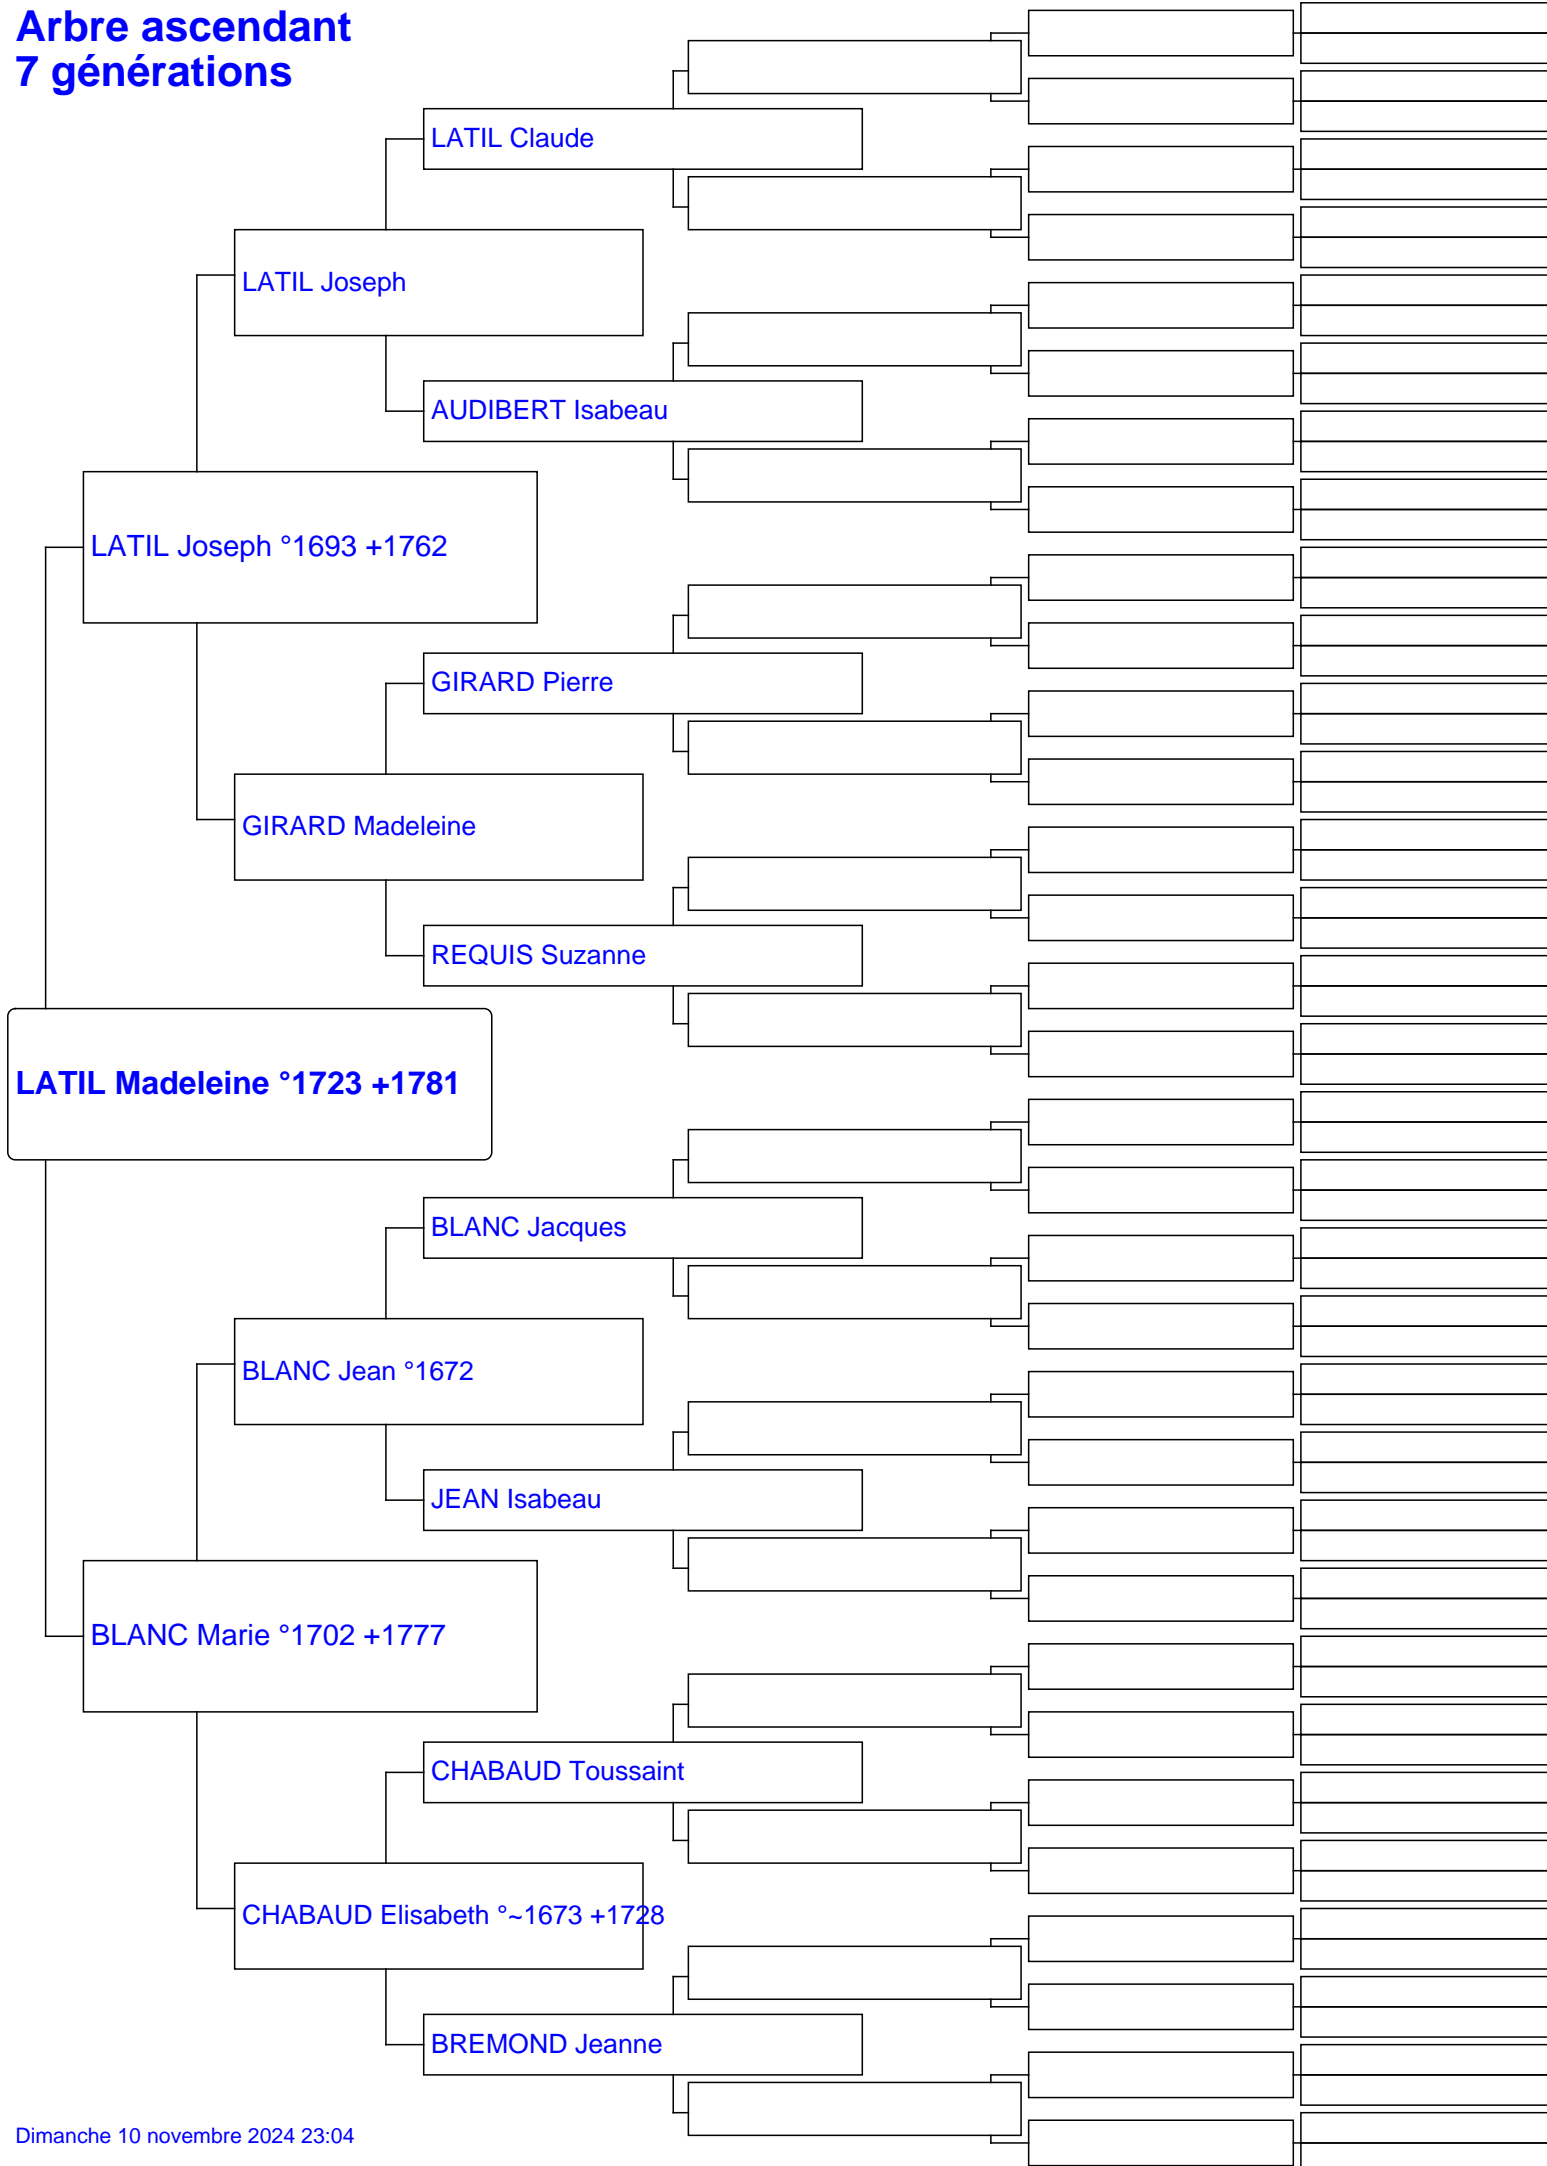 Arbre ascendant
7 générations
LATIL Claude
LATIL Joseph
AUDIBERT Isabeau
LATIL Joseph °1693 +1762
GIRARD Pierre
GIRARD Madeleine
REQUIS Suzanne
LATIL Madeleine °1723 +1781
BLANC Jacques
BLANC Jean °1672
JEAN Isabeau
BLANC Marie °1702 +1777
CHABAUD Toussaint
CHABAUD Elisabeth °~1673 +1728
BREMOND Jeanne
Dimanche 10 novembre 2024 23:04